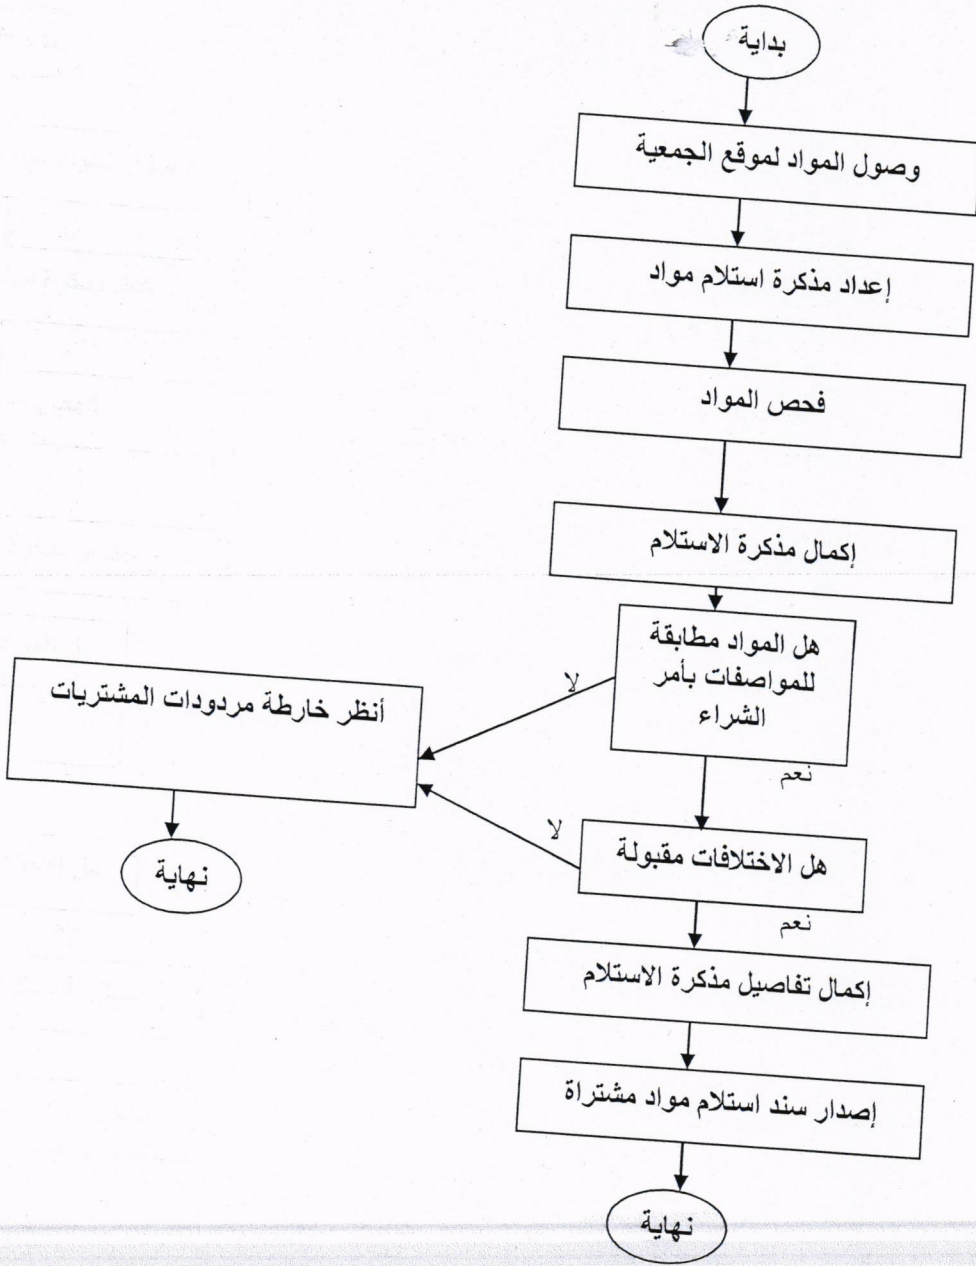 بداية
وصول المواد لموقع الجمعية
إعداد مذكرة استلام مواد
فحص المواد
إكمال مذكرة الاستلام
هل المواد مطابقة
للمواصفات بأمر
الشراء
لا
أنظر خارطة مردودات المشتريات
نهاية
نعم
هل الاختلافات مقبولة
لا
نعم
إكمال تفاصيل مذكرة الاستلام
إصدار سند استلام مواد مشتراة
نهاية